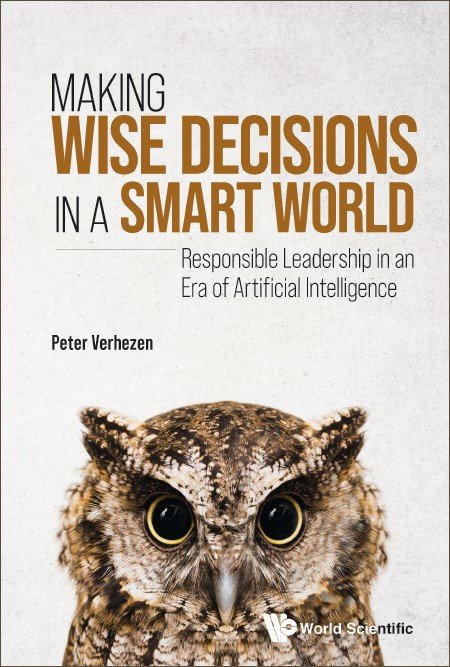 MAKING
WISE DECISIONS
IN A SMART WORLD
Responsible Leadership in an
Era of Artificial Intelligence
Peter Verhezen
World Scientific